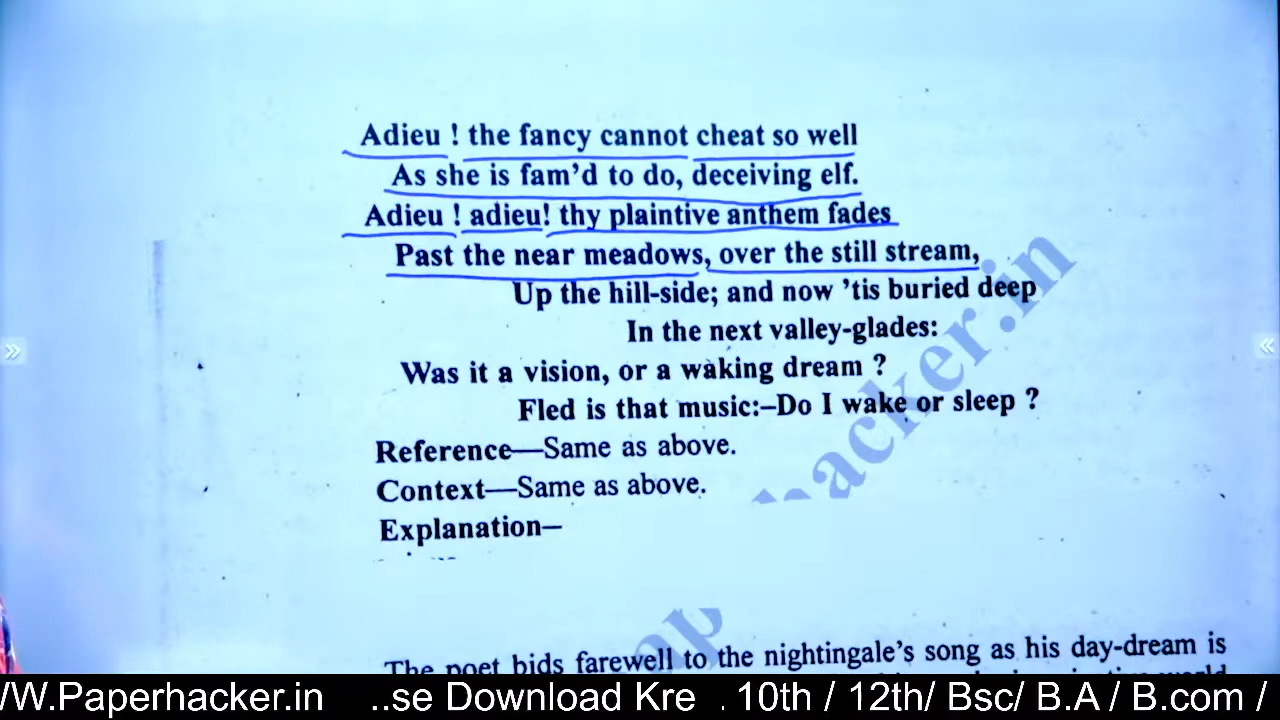 Adieu ! the fancy cannot cheat so well
As she is fam'd to do, deceiving elf.
Adieu ! adieu! thy plaintive anthem fades
Past the near meadows, over the still stream,
Up the hill-side; and now 'tis buried deep
In the next valley-glades:
Was it a vision, or a waking dream ?
Fled is that music:–Do I wake or sleep ?
Reference—Same as above.
Context—Same as above.
Explanation–
hacker.in
ap
The poet bids farewell to the nightingale's song as his day-dream is
world
/W.Paperhacker.in ..se Download Kre . 10th / 12th/ Bsc/ B.A / B.com /